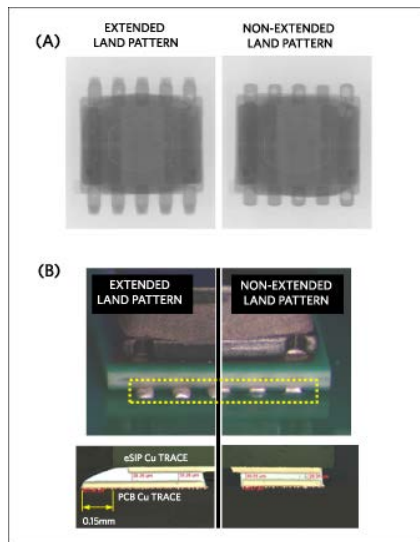 (A)
EXTENDED
LAND PATTERN
NON-EXTENDED
LAND PATTERN
(B)
EXTENDED
LAND PATTERN
NON-EXTENDED
LAND PATTERN
eSIP Cu TRACE
PCB Cu TRACE
0.15mm